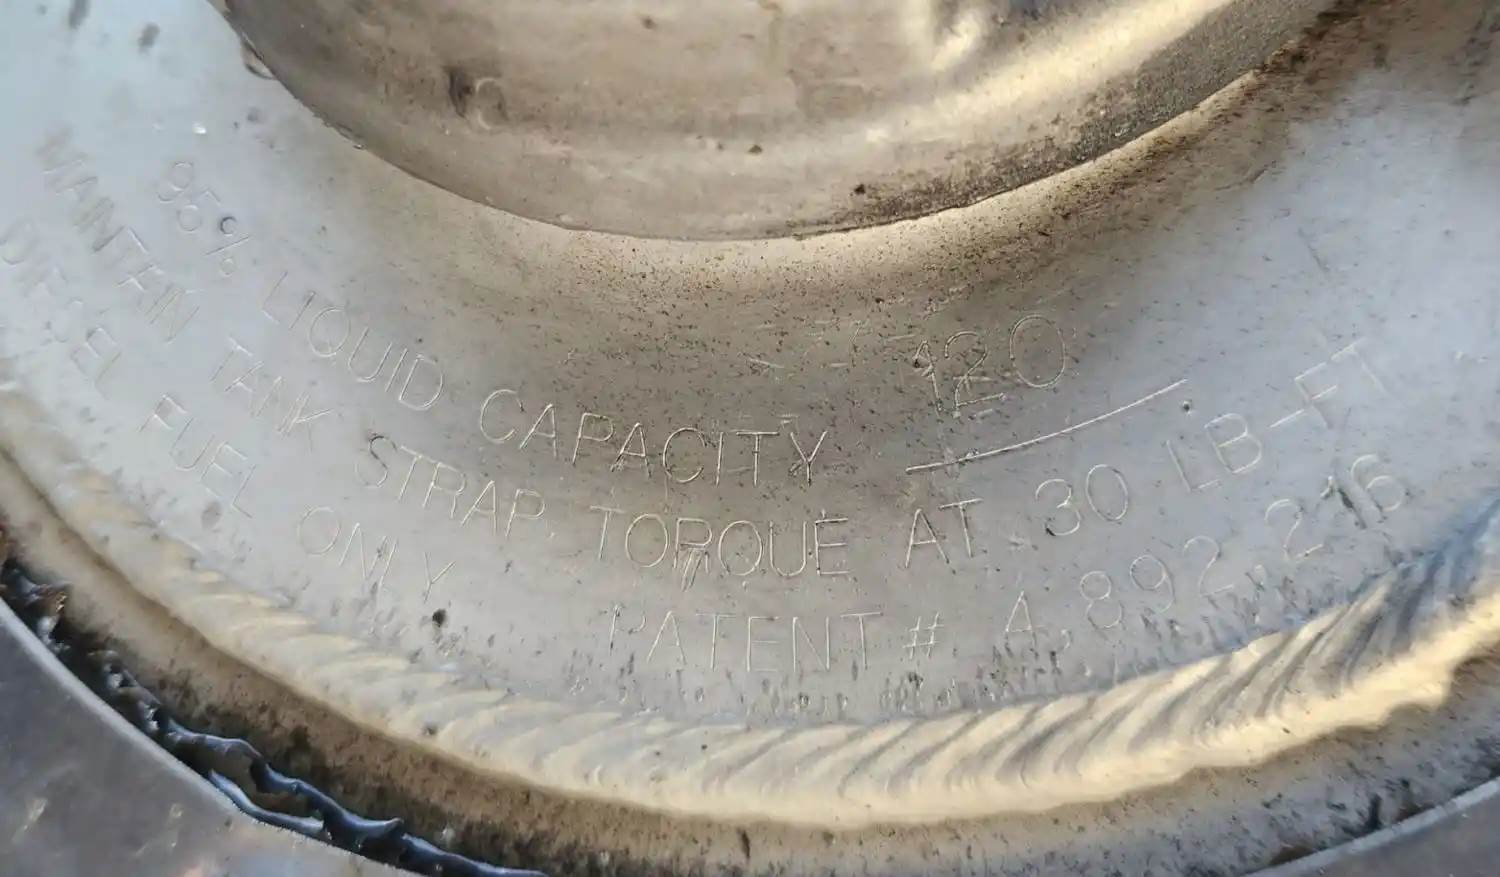 95% LIQUID CAPACITY 120
MAINTAIN TANK STRAP TORQUE AT 30 LB-FT
DIESEL FUEL ONLY PATENT # 4,892,216